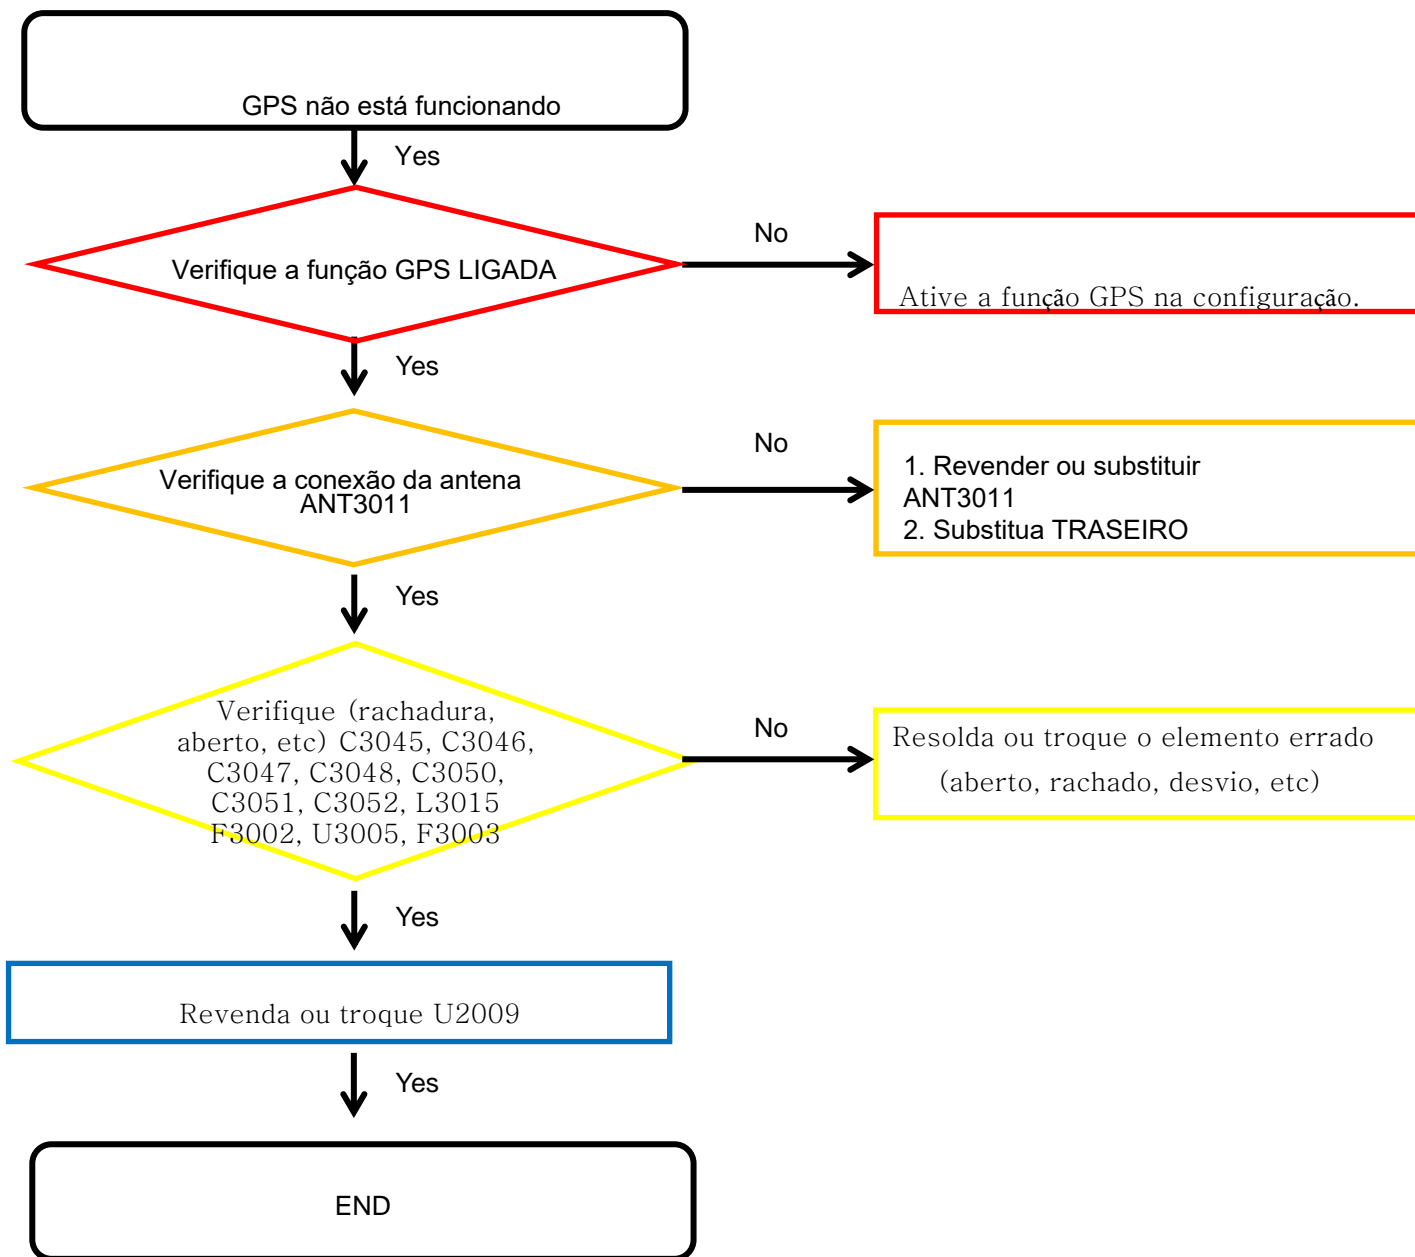 GPS não está funcionando
Yes
Verifique a função GPS LIGADA
No
Ative a função GPS na configuração.
Yes
Verifique a conexão da antena
ANT3011
No
1. Revender ou substituir
ANT3011
2. Substitua TRASEIRO
Yes
Verifique (rachadura,
aberto, etc) C3045, C3046,
C3047, C3048, C3050,
C3051, C3052, L3015
F3002, U3005, F3003
No
Resolda ou troque o elemento errado
(aberto, rachado, desvio, etc)
Yes
Revenda ou troque U2009
Yes
END